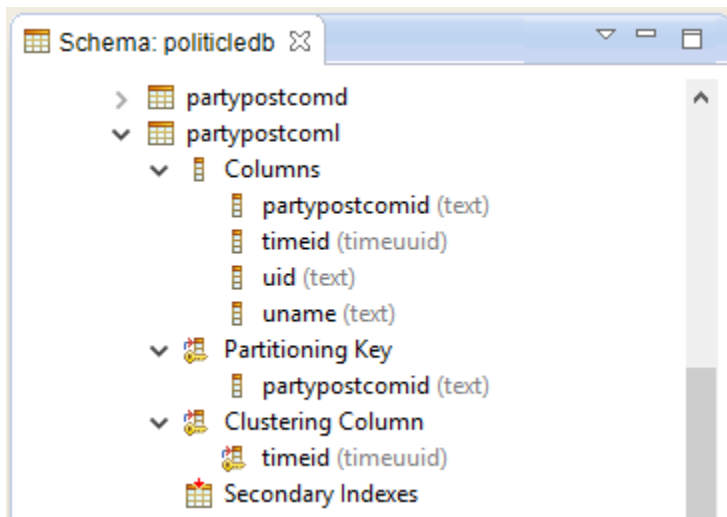 Schema: politicledb
partypostcomd
partypostcoml
Columns
partypostcomid (text)
timeid (timeuuid)
uid (text)
uname (text)
Partitioning Key
partypostcomid (text)
Clustering Column
timeid (timeuuid)
Secondary Indexes